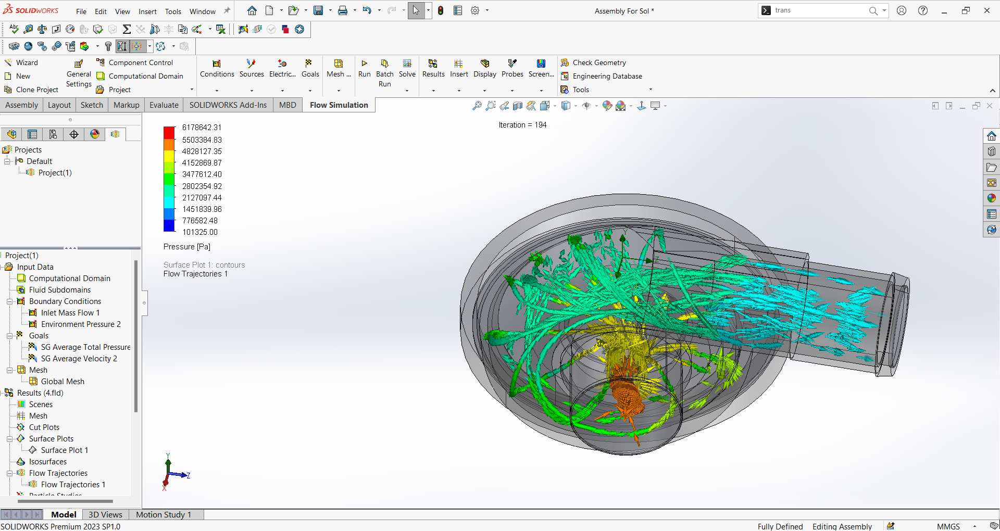 SOLIDWORKS File Edit View Insert Tools Window
Assembly For Sol *
trans
Abc
Wizard
New
Clone Project
General Settings
Component Control
Computational Domain
Project
Conditions
Sources
Electric...
Goals
Mesh ...
Run
Batch Run
Solve
Results
Insert
Display
Probes
Screen...
Check Geometry
Engineering Database
Tools
Assembly Layout Sketch Markup Evaluate SOLIDWORKS Add-Ins MBD Flow Simulation
Projects
Default
Project(1)
Project(1)
Input Data
Computational Domain
Fluid Subdomains
Boundary Conditions
Inlet Mass Flow 1
Environment Pressure 2
Goals
SG Average Total Pressure
SG Average Velocity 2
Mesh
Global Mesh
Results (4.fld)
Scenes
Mesh
Cut Plots
Surface Plots
Surface Plot 1
Isosurfaces
Flow Trajectories
Flow Trajectories 1
Particle Studies
6178642.31
5503384.83
4828127.35
4152869.87
3477612.40
2802354.92
2127097.44
1451839.96
776582.48
101325.00
Pressure [Pa]
Surface Plot 1: contours
Flow Trajectories 1
Iteration = 194
Y
Z
Y
Z
X
Model 3D Views Motion Study 1
SOLIDWORKS Premium 2023 SP1.0
Fully Defined Editing Assembly MMGS